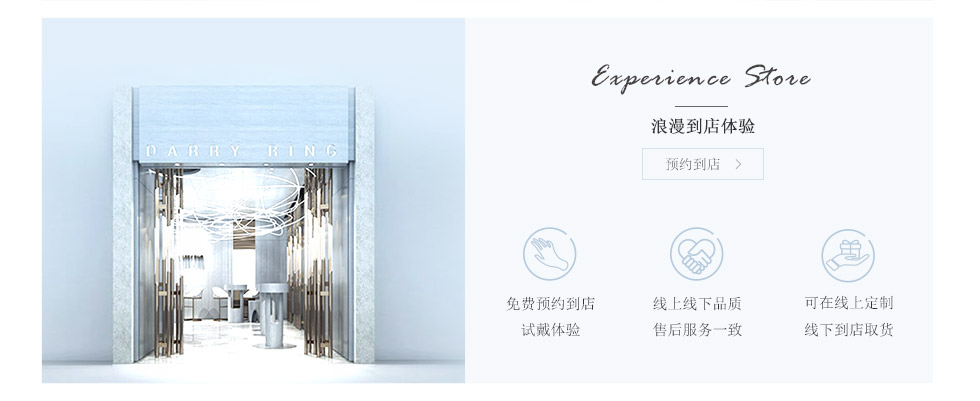 DARRY RING
Experience Store
浪漫到店体验
预约到店
免费预约到店
试戴体验
线上线下品质
售后服务一致
可在线上定制
线下到店取货